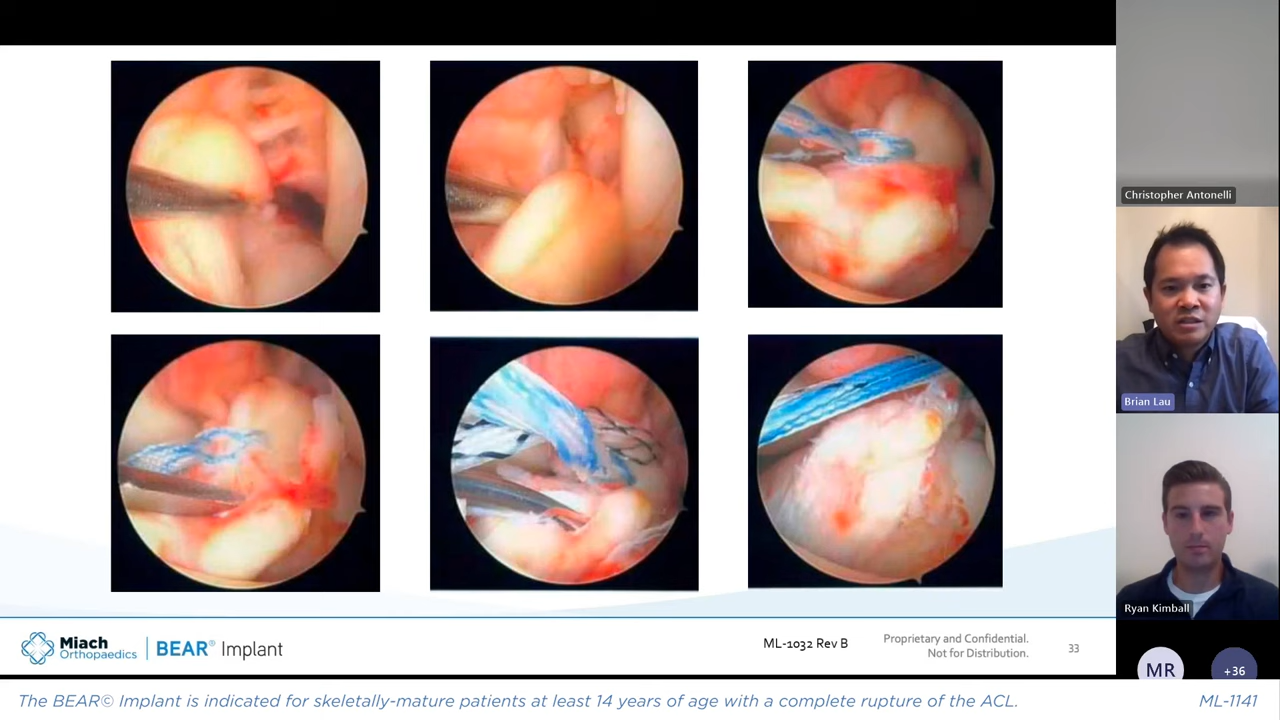 Christopher Antonelli
Brian Lau
Ryan Kimball
MR
+36
Miach
Orthopaedics
BEAR® Implant
ML-1032 Rev B
Proprietary and Confidential.
Not for Distribution.
33
The BEAR© Implant is indicated for skeletally-mature patients at least 14 years of age with a complete rupture of the ACL.
ML-1141